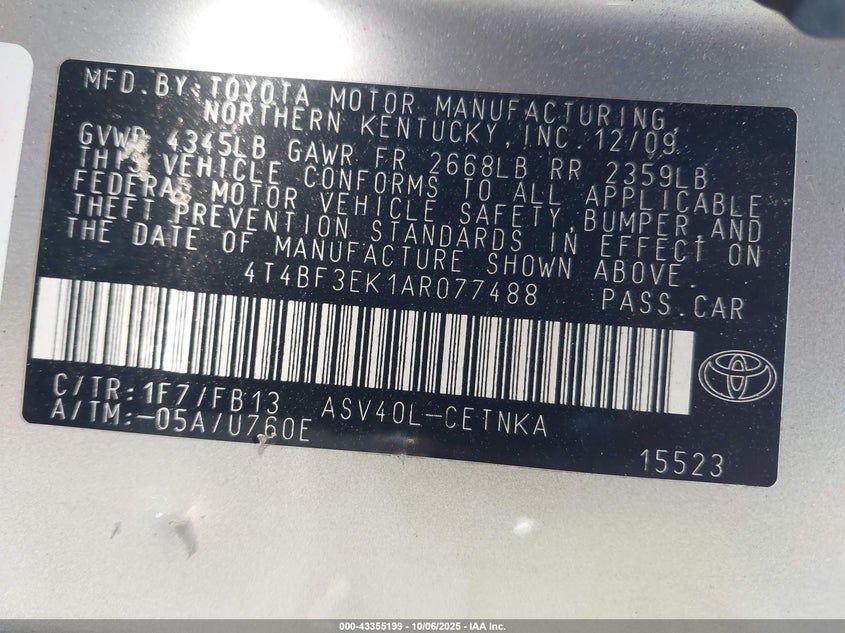 MFD.BY:TOYOTA MOTOR MANUFACTURING,
NORTHERN KENTUCKY,INC.12/09
GVWR 4345LB GAWR FR 2668LB RR 2359LB
THIS VEHICLE CONFORMS TO ALL APPLICABLE
FEDERAL MOTOR VEHICLE SAFETY,BUMPER,AND
THEFT PREVENTION STANDARDS IN EFFECT ON
THE DATE OF MANUFACTURE SHOWN ABOVE.
4T4BF3EK1AR077488 PASS.CAR
C/TR:1F7/FB13 ASV40L-CETNKA
A/TM:-05A/U760E
15523
000-43355199 - 10/06/2025 - IAA Inc.